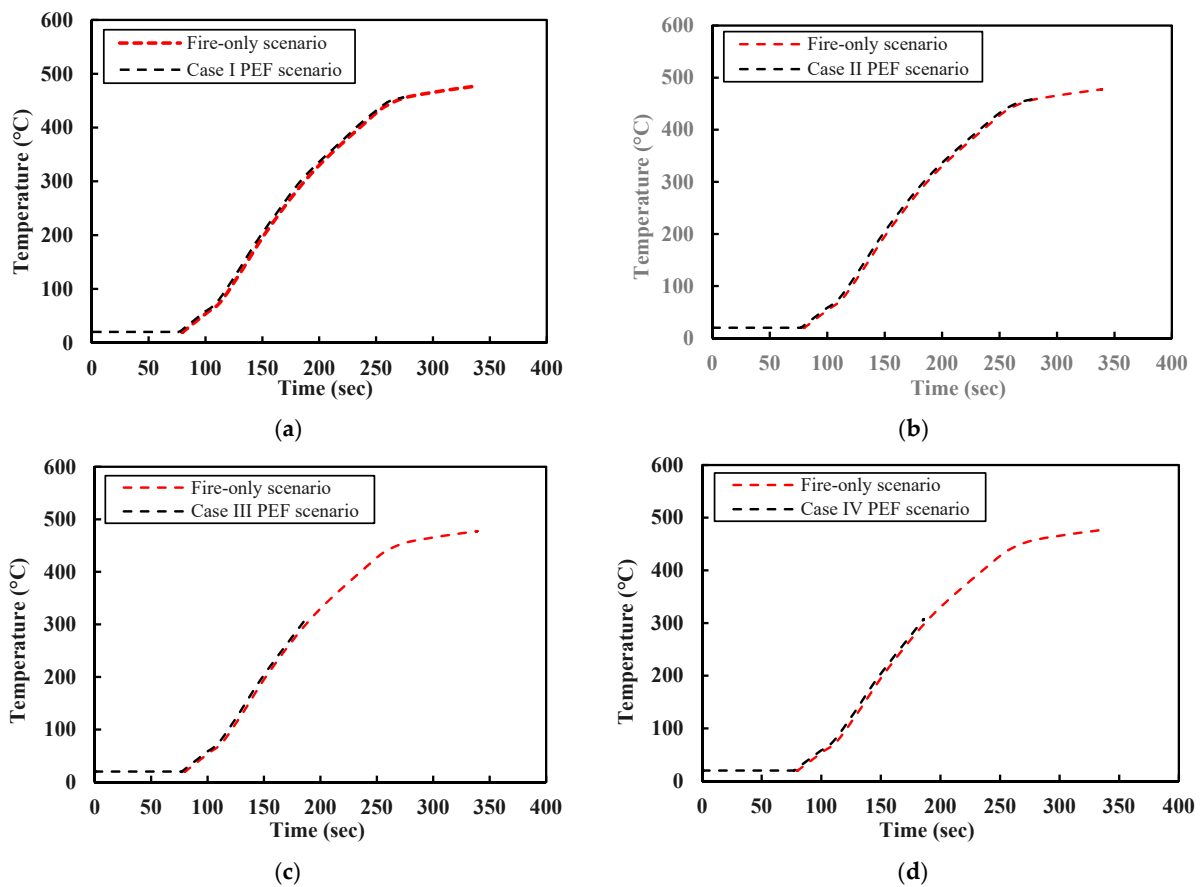 600
500
400
300
200
100
0
Temperature (°C)
Fire-only scenario
Case I PEF scenario
0 50 100 150 200 250 300 350 400
Time (sec)
(a)
600
500
400
300
200
100
0
Temperature (°C)
Fire-only scenario
Case II PEF scenario
0 50 100 150 200 250 300 350 400
Time (sec)
(b)
600
500
400
300
200
100
0
Temperature (°C)
Fire-only scenario
Case III PEF scenario
0 50 100 150 200 250 300 350 400
Time (sec)
(c)
600
500
400
300
200
100
0
Temperature (°C)
Fire-only scenario
Case IV PEF scenario
0 50 100 150 200 250 300 350 400
Time (sec)
(d)